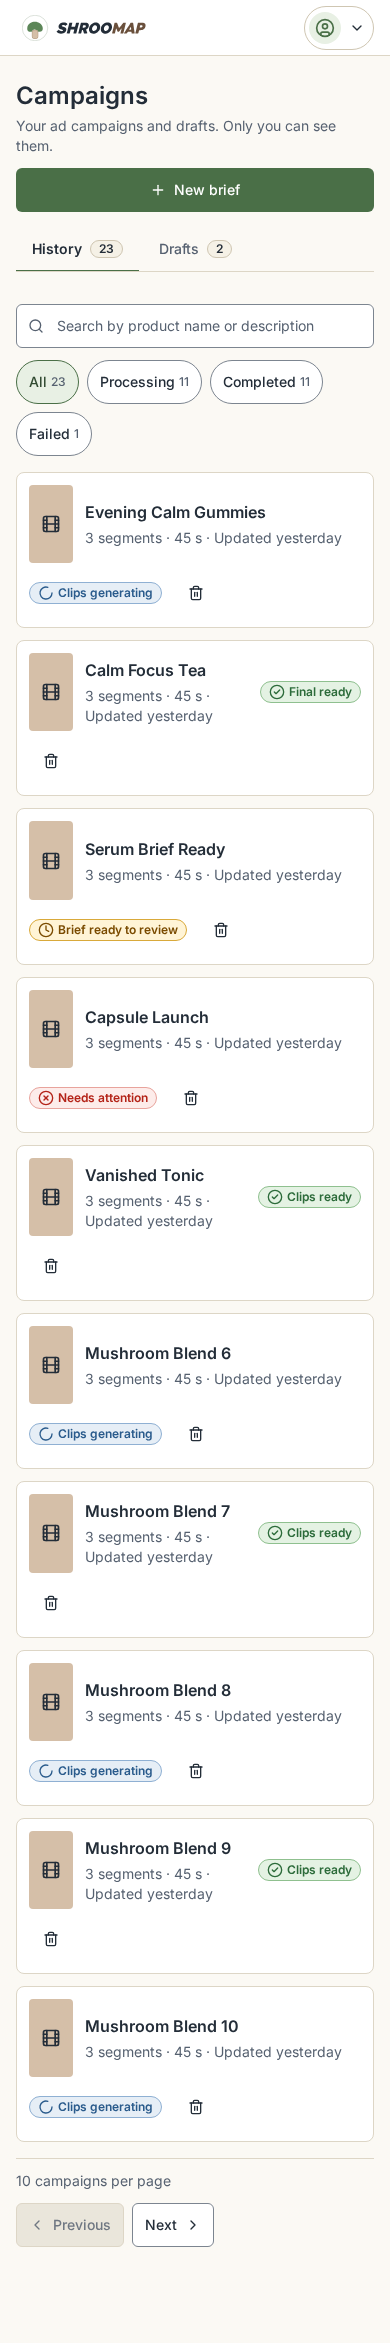 SHROOMAP
Campaigns
Your ad campaigns and drafts. Only you can see
them.
New brief
History 23
Drafts 2
Search by product name or description
All 23
Processing 11
Completed 11
Failed 1
Evening Calm Gummies
3 segments · 45 s · Updated yesterday
Clips generating
Calm Focus Tea
3 segments · 45 s ·
Updated yesterday
Final ready
Serum Brief Ready
3 segments · 45 s · Updated yesterday
Brief ready to review
Capsule Launch
3 segments · 45 s · Updated yesterday
Needs attention
Vanished Tonic
3 segments · 45 s ·
Updated yesterday
Clips ready
Mushroom Blend 6
3 segments · 45 s · Updated yesterday
Clips generating
Mushroom Blend 7
3 segments · 45 s ·
Updated yesterday
Clips ready
Mushroom Blend 8
3 segments · 45 s · Updated yesterday
Clips generating
Mushroom Blend 9
3 segments · 45 s ·
Updated yesterday
Clips ready
Mushroom Blend 10
3 segments · 45 s · Updated yesterday
Clips generating
10 campaigns per page
Previous
Next